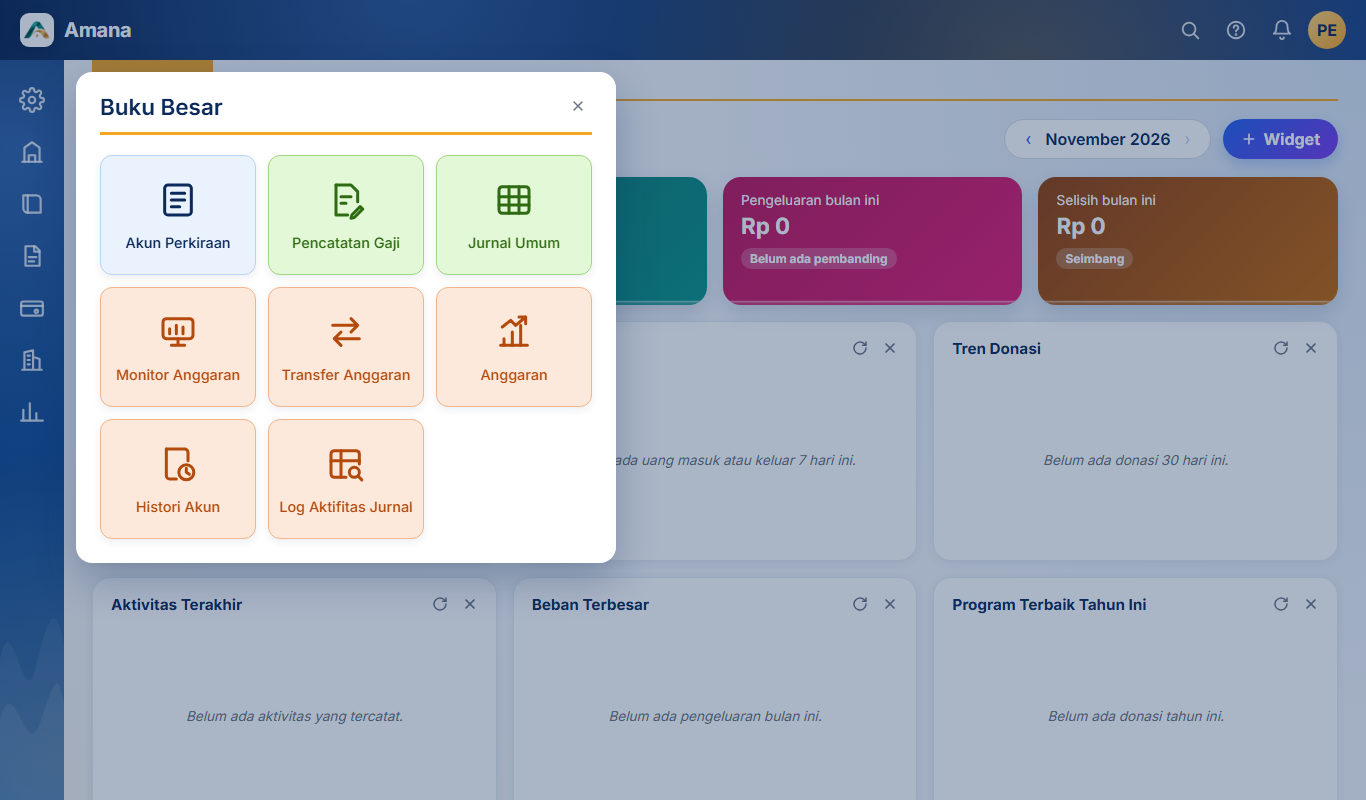 Amana
PE
Buku Besar
November 2026
+ Widget
Akun Perkiraan
Pencatatan Gaji
Jurnal Umum
Pengeluaran bulan ini
Rp 0
Belum ada pembanding
Selisih bulan ini
Rp 0
Seimbang
Monitor Anggaran
Transfer Anggaran
Anggaran
Tren Donasi
ada uang masuk atau keluar 7 hari ini.
Belum ada donasi 30 hari ini.
Histori Akun
Log Aktifitas Jurnal
Aktivitas Terakhir
Beban Terbesar
Program Terbaik Tahun Ini
Belum ada aktivitas yang tercatat.
Belum ada pengeluaran bulan ini.
Belum ada donasi tahun ini.